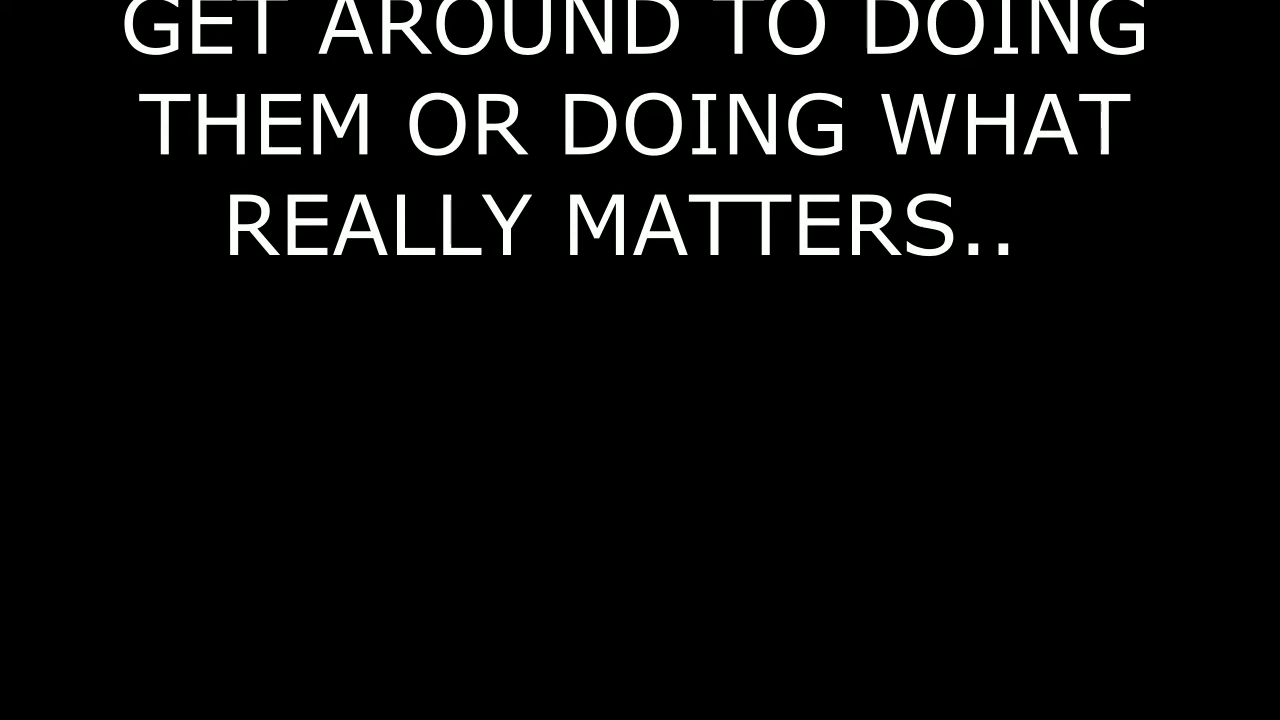 GET AROUND TO DOING
THEM OR DOING WHAT
REALLY MATTERS..